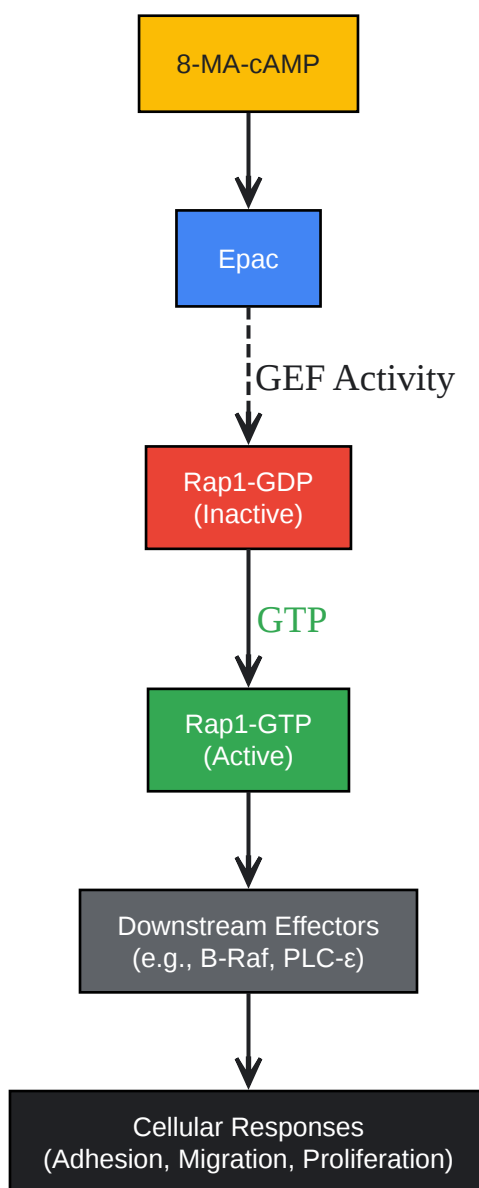 8-MA-cAMP
Epac
GEF Activity
Rap1-GDP
(Inactive)
GTP
Rap1-GTP
(Active)
Downstream Effectors
(e.g., B-Raf, PLC-ε)
Cellular Responses
(Adhesion, Migration, Proliferation)